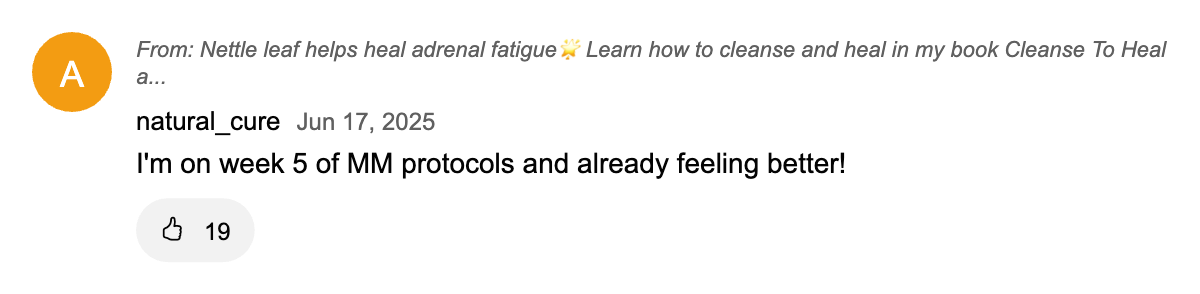 A
From: Nettle leaf helps heal adrenal fatigue🌟 Learn how to cleanse and heal in my book Cleanse To Heal
a...
natural_cure Jun 17, 2025
I'm on week 5 of MM protocols and already feeling better!
19